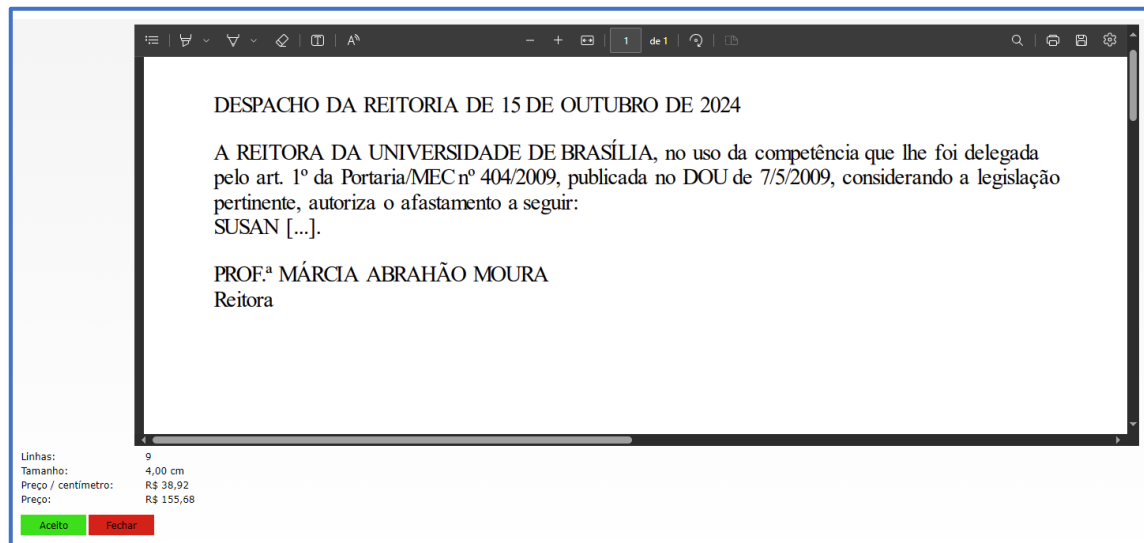 1 de 1
DESPACHO DA REITORIA DE 15 DE OUTUBRO DE 2024
A REITORA DA UNIVERSIDADE DE BRASÍLIA, no uso da competência que lhe foi delegada
pelo art. 1º da Portaria/MEC nº 404/2009, publicada no DOU de 7/5/2009, considerando a legislação
pertinente, autoriza o afastamento a seguir:
SUSAN [...].
PROF.ª MÁRCIA ABRAHÃO MOURA
Reitora
Linhas: 9
Tamanho: 4,00 cm
Preço / centímetro: R$ 38,92
Preço: R$ 155,68
Aceito Fechar